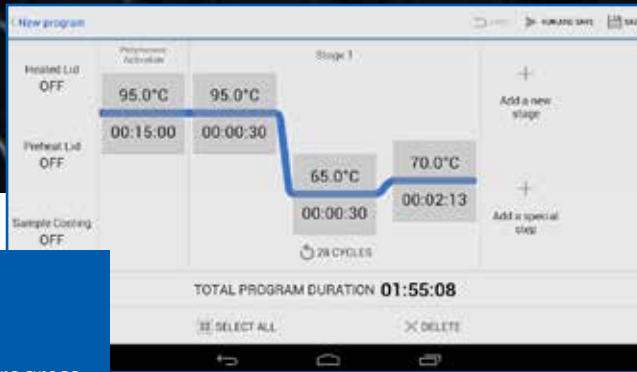 New program
RUN AND SAVE
Polymerase Activation
Stage 1
Heated Lid
OFF
95.0°C
95.0°C
Add a new
stage
00:15:00
00:00:30
Preheat Lid
OFF
65.0°C
70.0°C
00:00:30
00:02:13
Add a special
step
Sample Cooling
OFF
28 CYCLES
TOTAL PROGRAM DURATION 01:55:08
SELECT ALL
DELETE